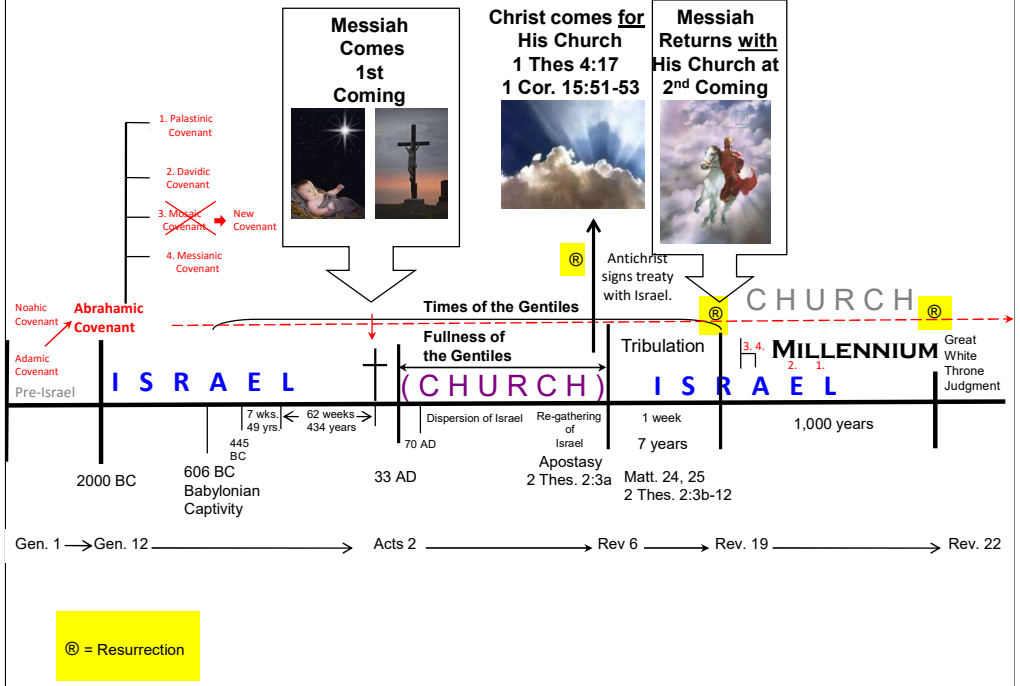 Messiah
Comes
1st
Coming
Christ comes for
His Church
1 Thes 4:17
1 Cor. 15:51-53
Messiah
Returns with
His Church at
2nd Coming
1. Palastinic
Covenant
2. Davidic
Covenant
3. Mosaic
Covenant
New
Covenant
4. Messianic
Covenant
Noahic
Covenant
Abrahamic
Covenant
Adamic
Covenant
Pre-Israel
®
Antichrist
signs treaty
with Israel.
Times of the Gentiles
®
CHURCH
®
Fullness of
the Gentiles
Tribulation
3. 4.
MILLENNIUM
2. 1.
Great
White
Throne
Judgment
ISRAEL
(CHURCH)
ISRAEL
7 wks.
49 yrs.
62 weeks
434 years
445
BC
606 BC
Babylonian
Captivity
2000 BC
33 AD
70 AD
Dispersion of Israel
Re-gathering
of
Israel
Apostasy
2 Thes. 2:3a
1 week
7 years
Matt. 24, 25
2 Thes. 2:3b-12
1,000 years
Gen. 1
Gen. 12
Acts 2
Rev 6
Rev. 19
Rev. 22
® = Resurrection